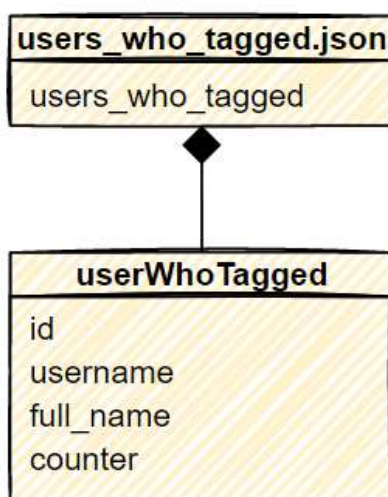 users_who_tagged.json
users_who_tagged
userWhoTagged
id
username
full_name
counter